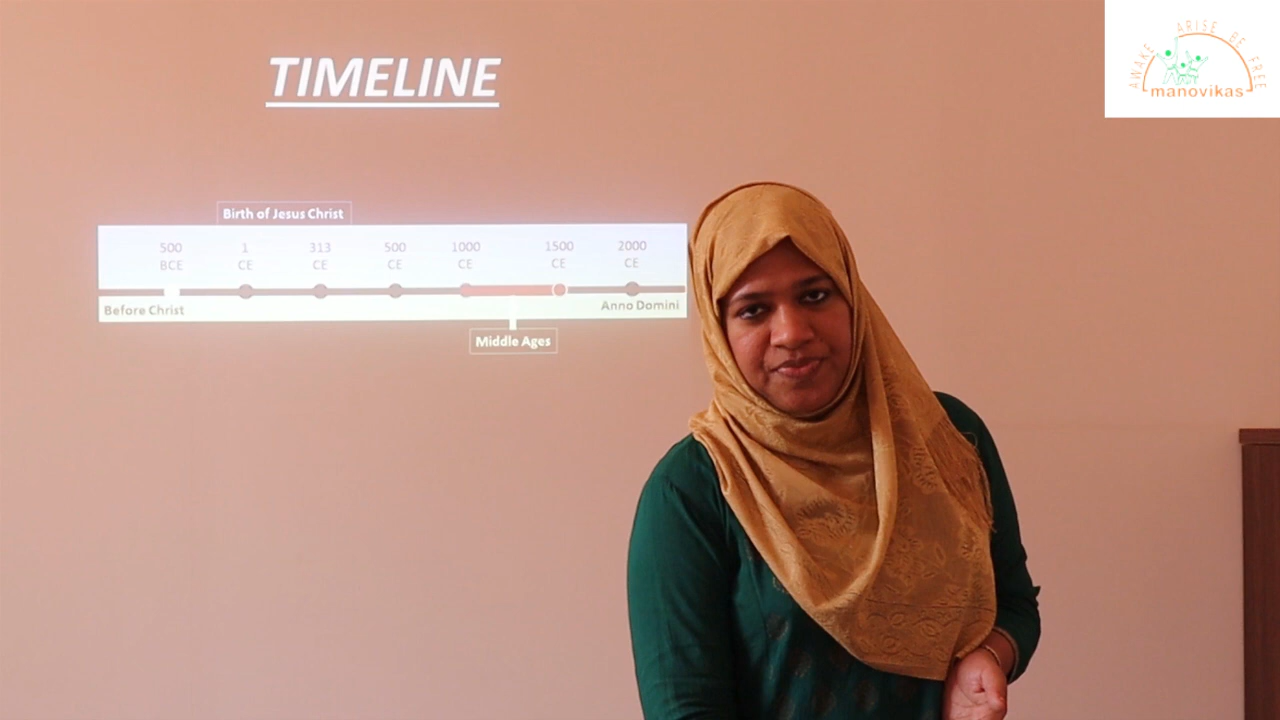 TIMELINE
AWAKE ARISE BE FREE
manovikas
Birth of Jesus Christ
500 1 313 500 1000 1500 2000
BCE CE CE CE CE CE CE
Before Christ Anno Domini
Middle Ages